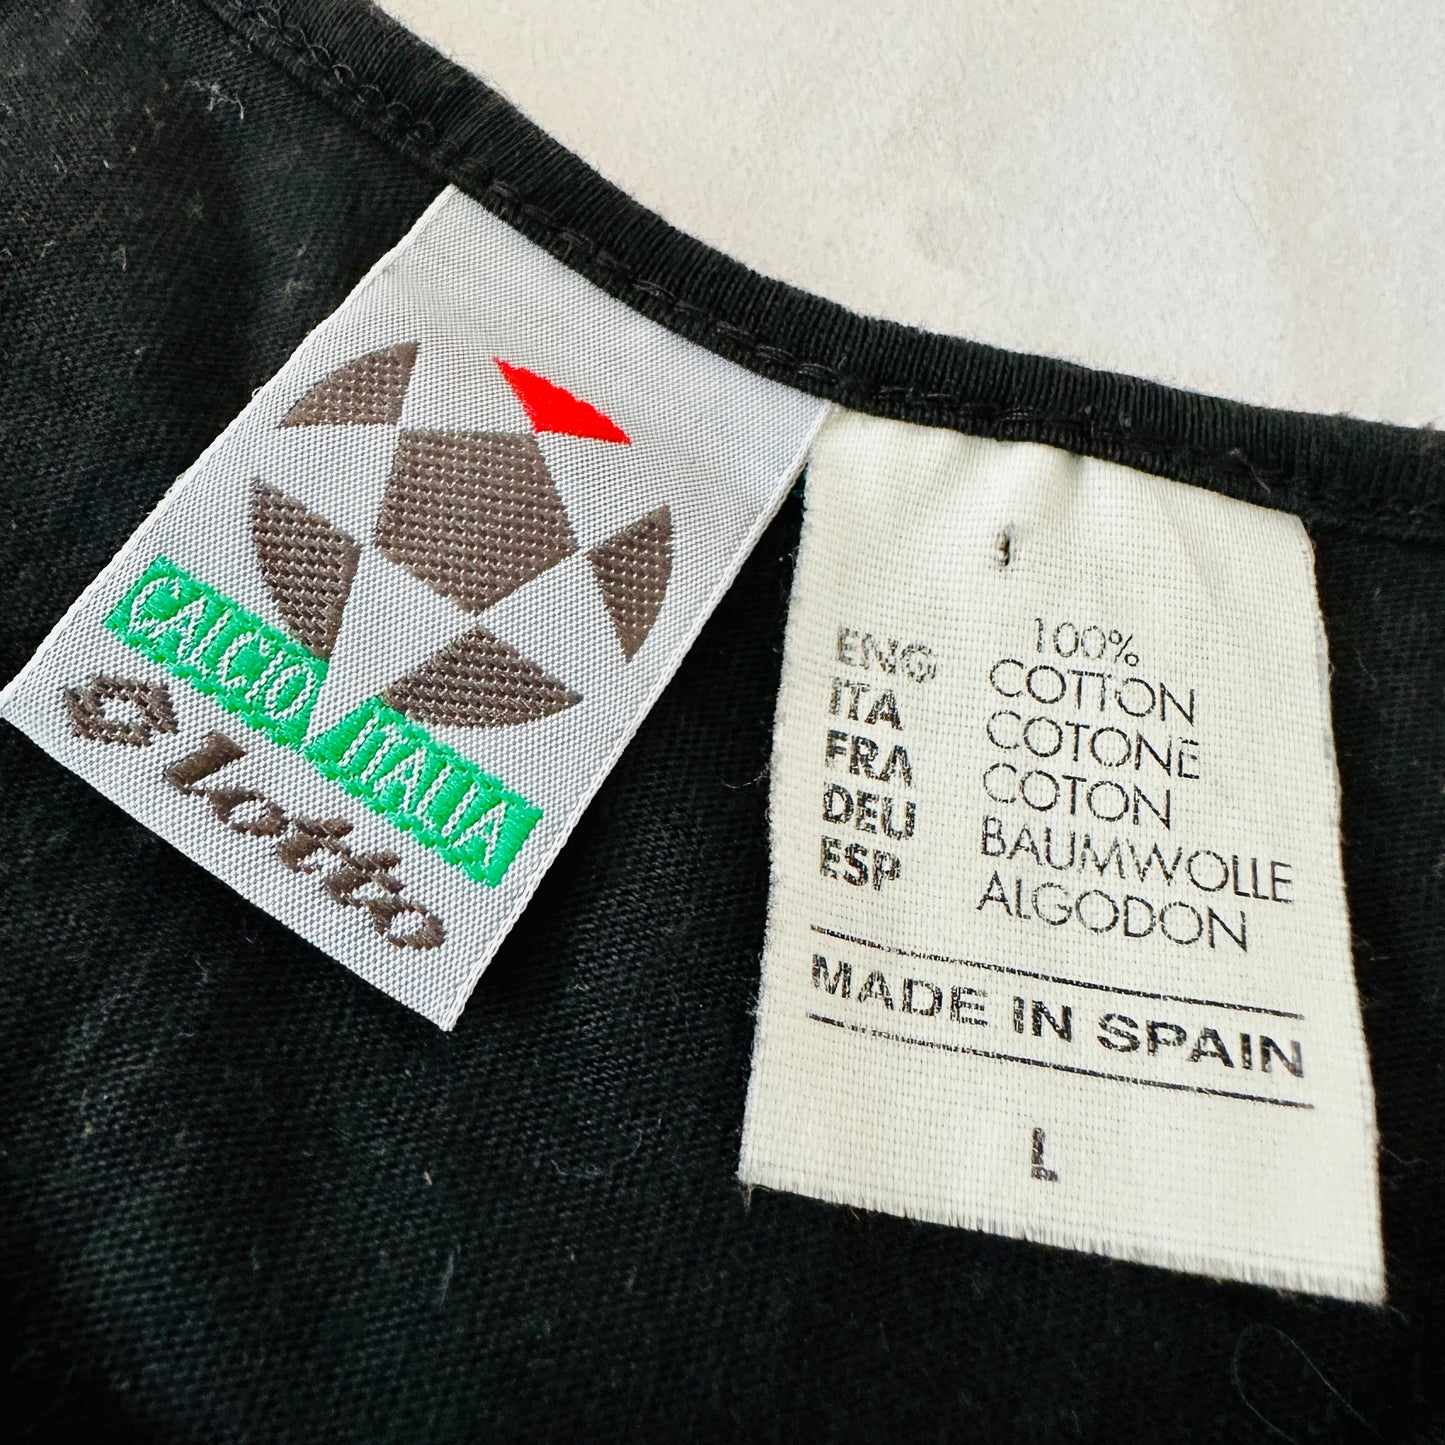 CALCIO ITALIA
lotto
100%
ENG COTTON
ITA COTONE
FRA COTON
DEU BAUMWOLLE
ESP ALGODON
MADE IN SPAIN
L